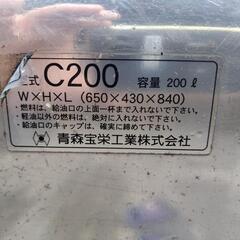 式 C200 容量 200ℓ
W×H×L(650×430×840)
・燃料は、給油口の上面一杯まで入れないで下さい。
・軽油以外の燃料は、絶対に入れないで下さい。
・給油口のキャップは、確実に締めて下さい。
青森宝栄工業株式会社